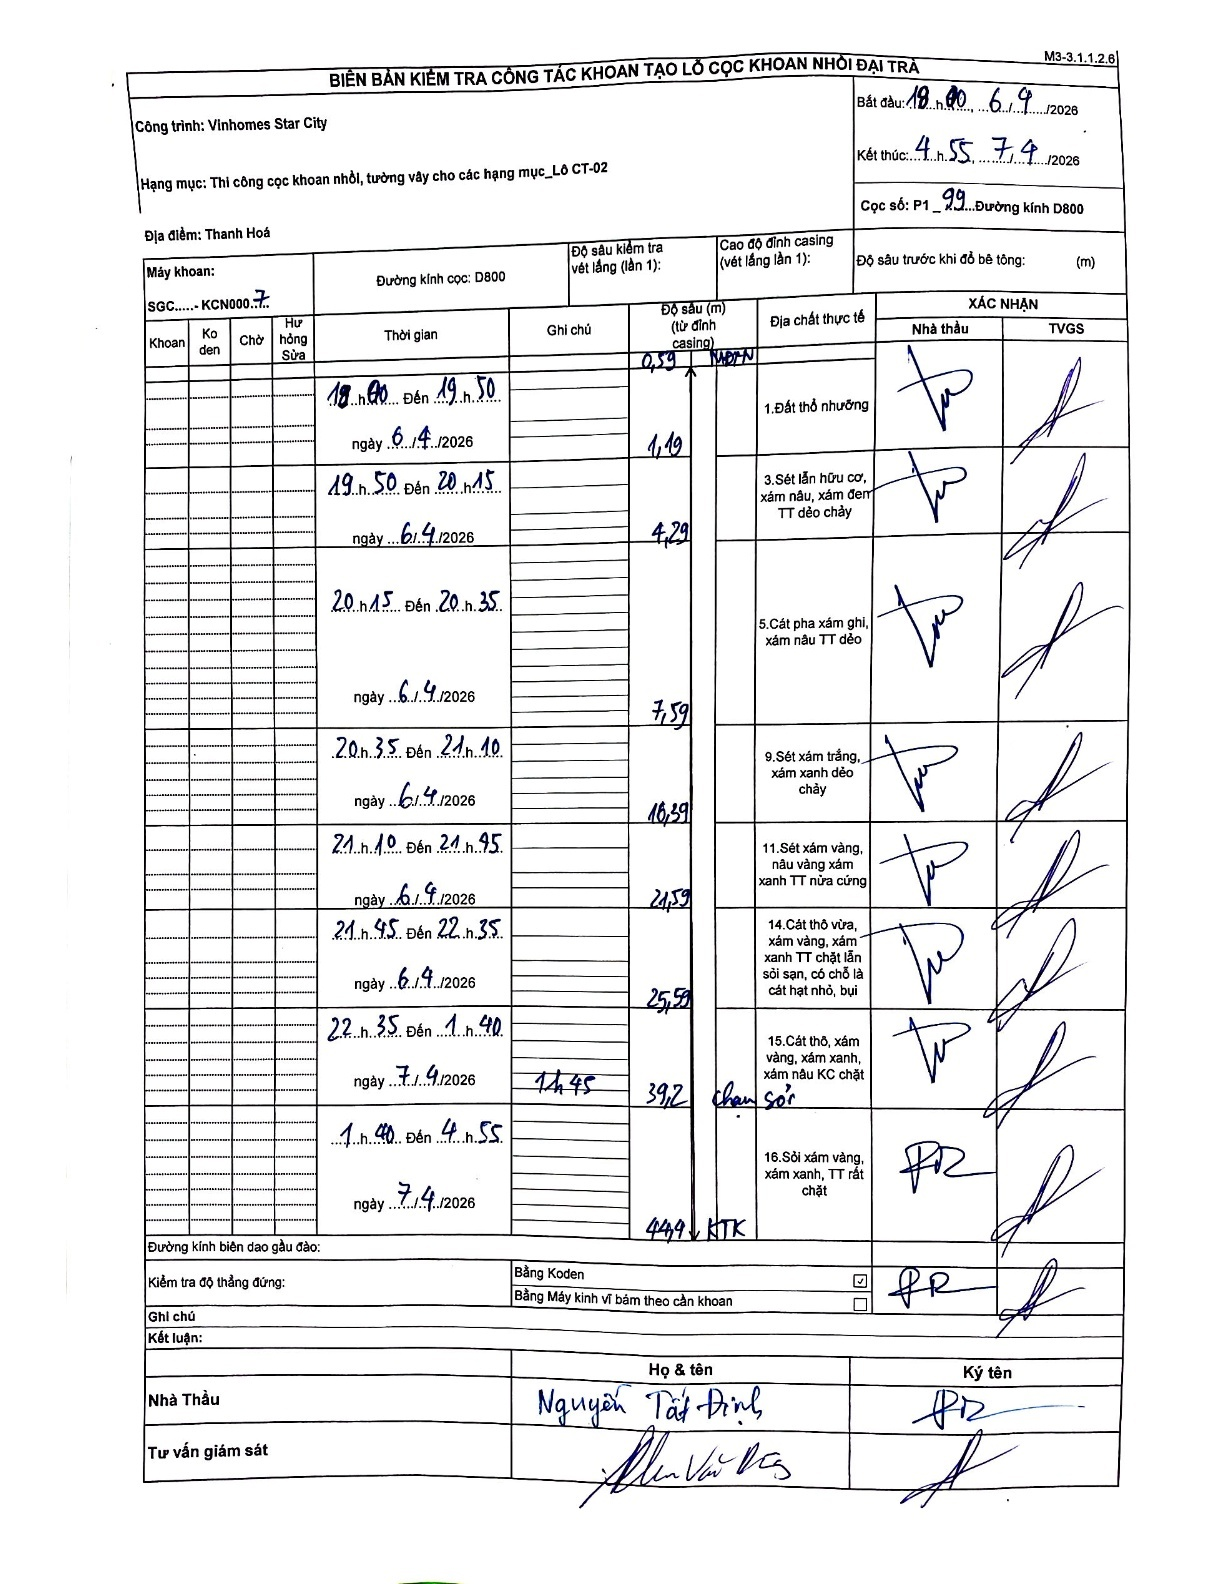 M3-3.1.1.2.6
BIÊN BẢN KIỂM TRA CÔNG TÁC KHOAN TẠO LỖ CỌC KHOAN NHỒI ĐẠI TRÀ
Công trình: Vinhomes Star City
Bắt đầu: h , 6/4/2026
Kết thúc: 4 h 55, 7/4/2026
Hạng mục: Thi công cọc khoan nhồi, tường vây cho các hạng mục_Lô CT-02
Cọc số: P1 _ 99 Đường kính D800
Địa điểm: Thanh Hoá
Máy khoan:
SGC.....- KCN000..7
Đường kính cọc: D800
Độ sâu kiểm tra vét lắng (lần 1):
Cao độ đỉnh casing (vét lắng lần 1):
Độ sâu trước khi đổ bê tông: (m)
Khoan
Ko den
Chờ
Hư hỏng Sửa
Thời gian
Ghi chú
Độ sâu (m) (từ đỉnh casing)
Địa chất thực tế
XÁC NHẬN
Nhà thầu
TVGS
0,59
h Đến 19 h 50
1.Đất thổ nhưỡng
ngày 6/4/2026
1,19
19 h 50 Đến 20 h 15
3.Sét lẫn hữu cơ, xám nâu, xám đen TT dẻo chảy
ngày 6/4/2026
4,29
20 h 15 Đến 20 h 35
5.Cát pha xám ghi, xám nâu TT dẻo
ngày 6/4/2026
7,59
20 h 35 Đến 21 h 10
9.Sét xám trắng, xám xanh dẻo chảy
ngày 6/4/2026
16,39
21 h 10 Đến 21 h 45
11.Sét xám vàng, nâu vàng xám xanh TT nửa cứng
ngày 6/4/2026
21,59
21 h 45 Đến 22 h 35
14.Cát thô vừa, xám vàng, xám xanh TT chặt lẫn sỏi sạn, có chỗ là cát hạt nhỏ, bụi
ngày 6/4/2026
25,59
22 h 35 Đến 1 h 40
15.Cát thô, xám vàng, xám xanh, xám nâu KC chặt
ngày 7/4/2026
1h45
39,2
chạm sỏi
1 h 40 Đến 4 h 55
16.Sỏi xám vàng, xám xanh, TT rất chặt
ngày 7/4/2026
44,9
KTK
Đường kính biên dao gầu đào:
Kiểm tra độ thẳng đứng:
Bằng Koden
Bằng Máy kinh vĩ bám theo cần khoan
Ghi chú
Kết luận:
Họ & tên
Ký tên
Nhà Thầu
Nguyễn Tất Định
Tư vấn giám sát